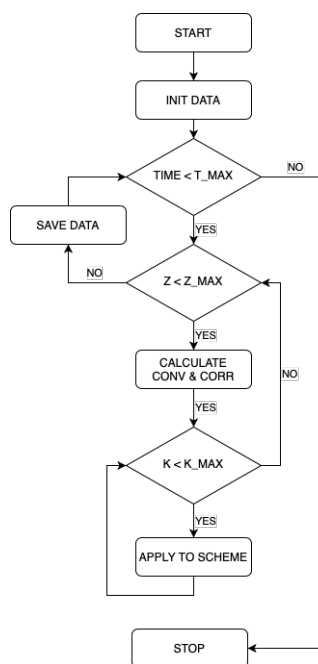 START
INIT DATA
TIME < T_MAX
NO
SAVE DATA
YES
NO
Z < Z_MAX
YES
CALCULATE
CONV & CORR
NO
YES
K < K_MAX
YES
APPLY TO SCHEME
STOP